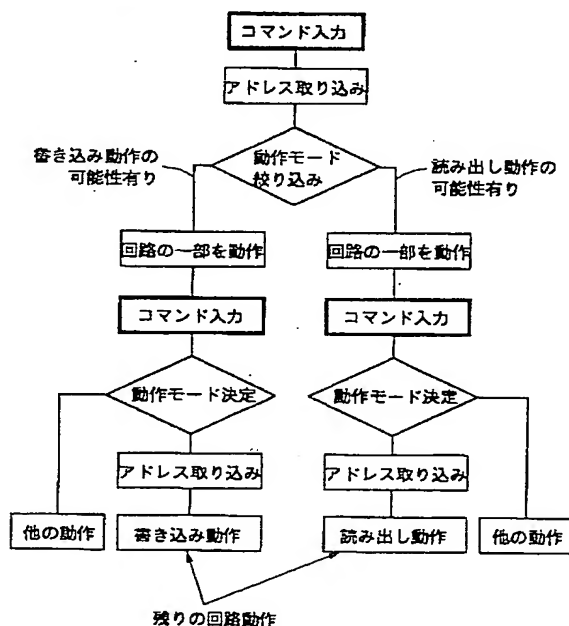 コマンド入力
アドレス取り込み
書き込み動作の
可能性有り
動作モード
絞り込み
読み出し動作の
可能性有り
回路の一部を動作
回路の一部を動作
コマンド入力
コマンド入力
動作モード決定
動作モード決定
アドレス取り込み
アドレス取り込み
他の動作
書き込み動作
読み出し動作
他の動作
残りの回路動作